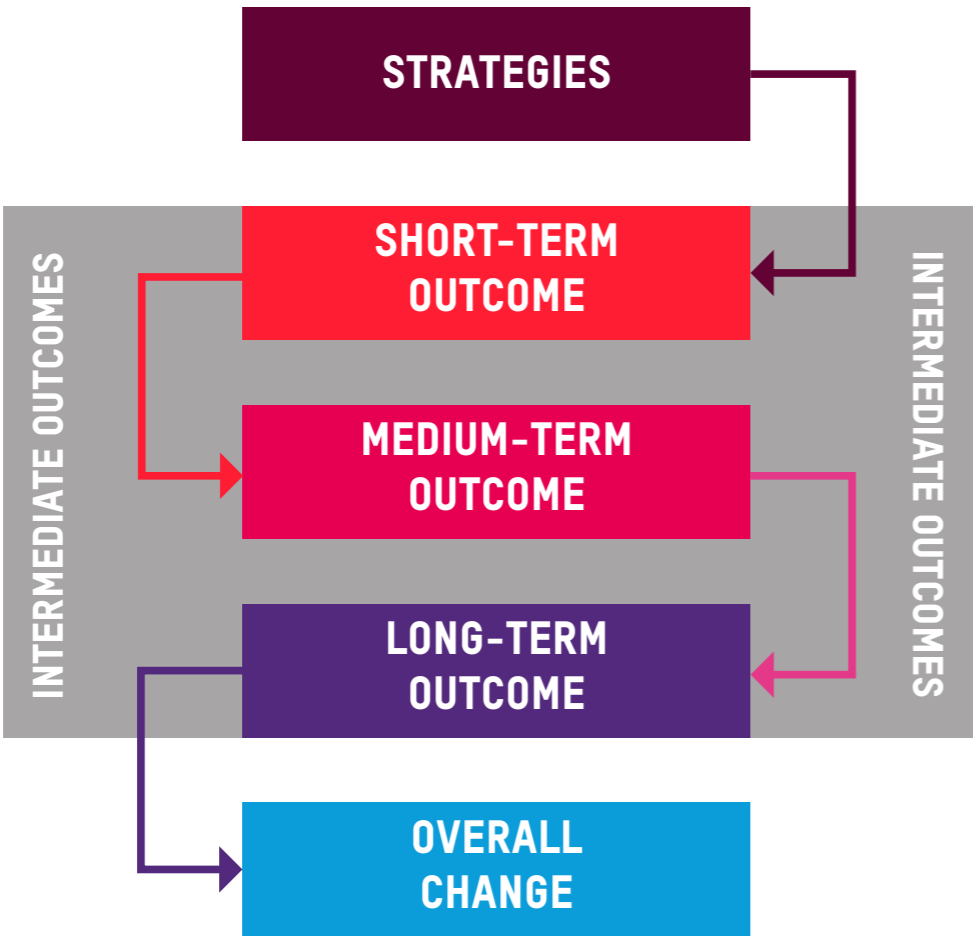 STRATEGIES
SHORT-TERM
OUTCOME
MEDIUM-TERM
OUTCOME
LONG-TERM
OUTCOME
OVERALL
CHANGE
INTERMEDIATE OUTCOMES
INTERMEDIATE OUTCOMES